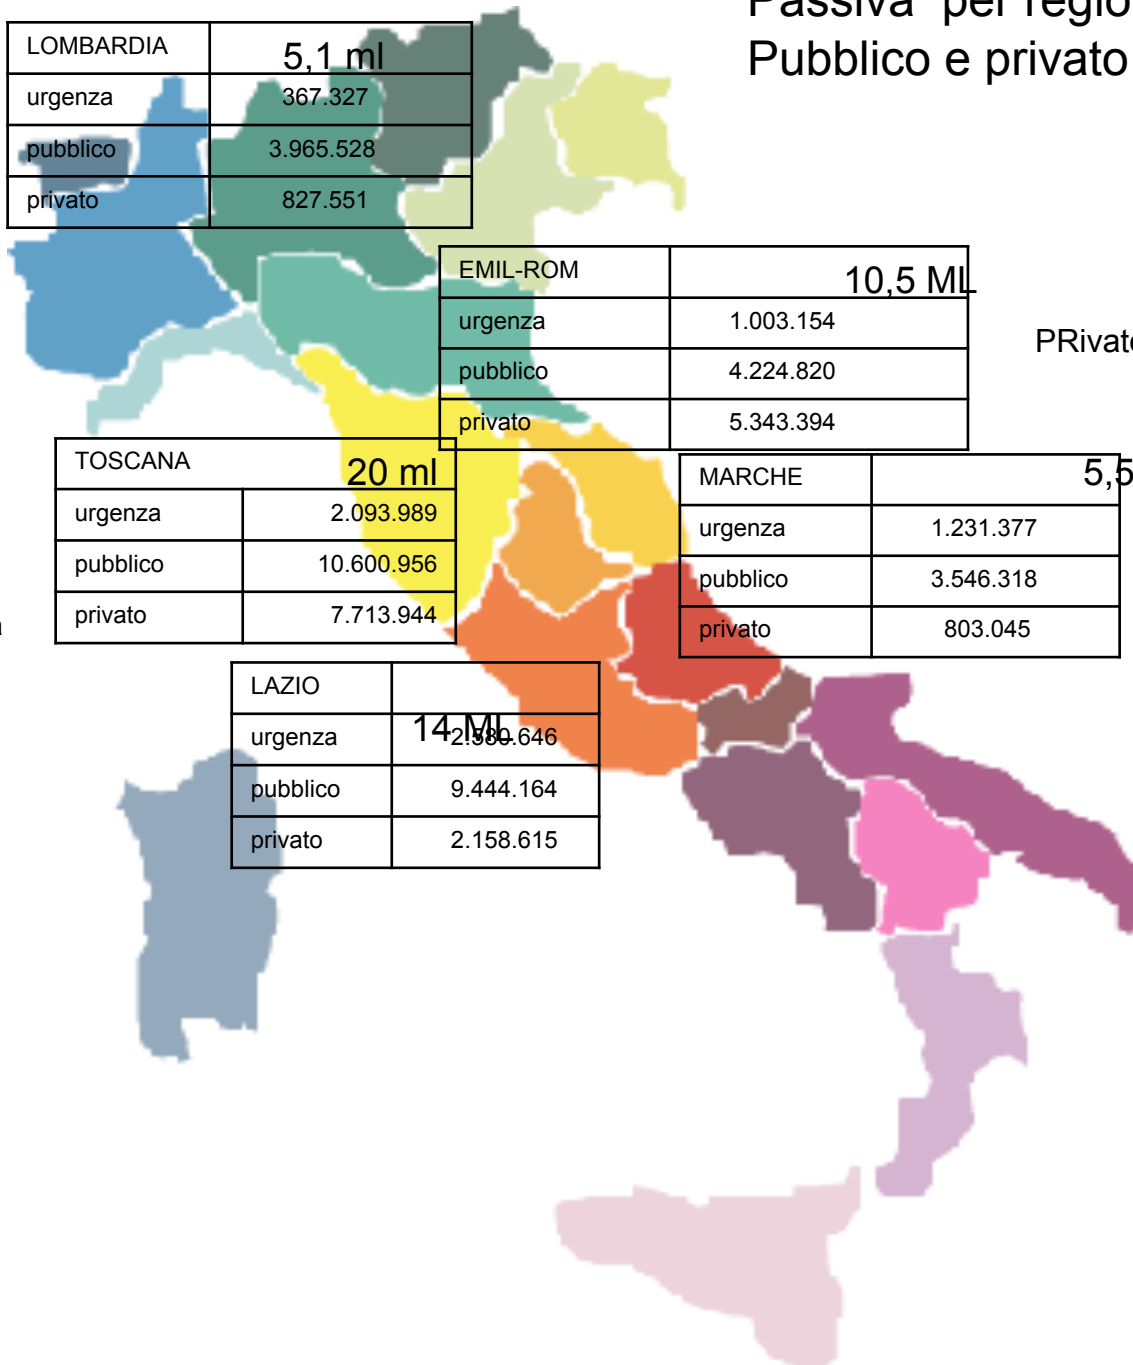 Passiva per regio
Pubblico e privato
LOMBARDIA 5,1 ml
urgenza 367.327
pubblico 3.965.528
privato 827.551
EMIL-ROM 10,5 ML
urgenza 1.003.154
pubblico 4.224.820
privato 5.343.394
PRivato
TOSCANA 20 ml
urgenza 2.093.989
pubblico 10.600.956
privato 7.713.944
MARCHE 5,5
urgenza 1.231.377
pubblico 3.546.318
privato 803.045
LAZIO
14 ML
urgenza 2.580.646
pubblico 9.444.164
privato 2.158.615